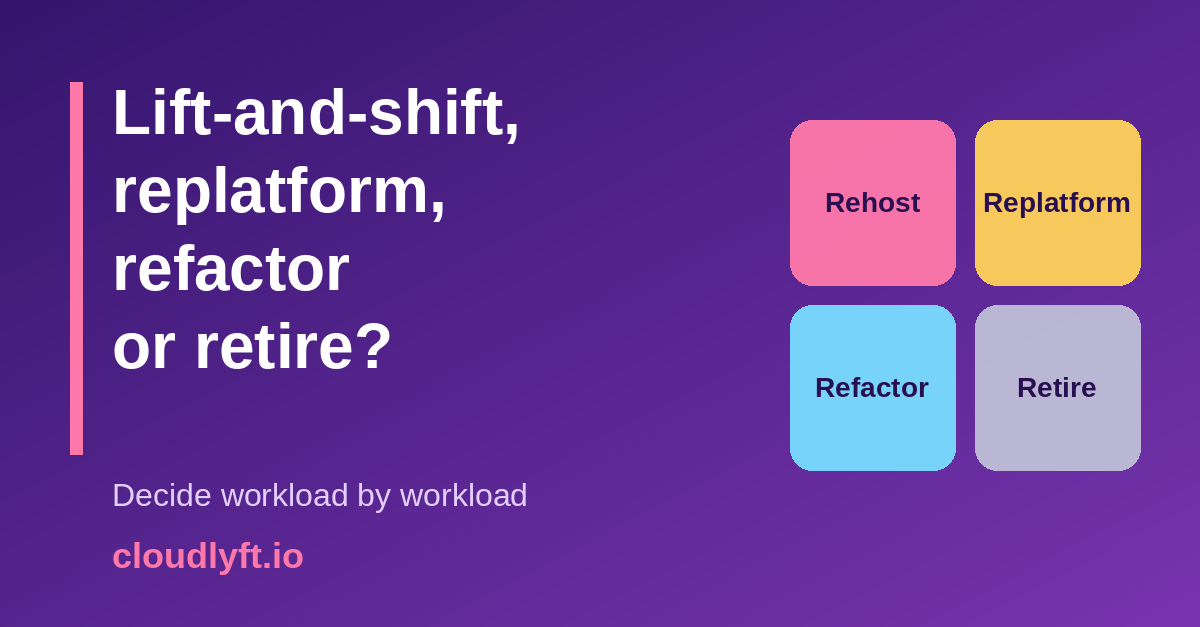 Lift-and-shift,
replatform,
refactor
or retire?
Decide workload by workload
cloudlyft.io
Rehost
Replatform
Refactor
Retire